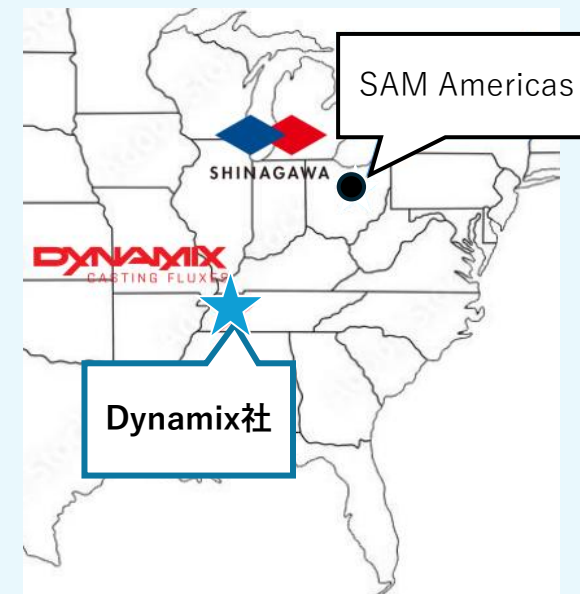 SAM Americas
SHINAGAWA
DYNAMIX
CASTING FLUXES
Dynamix社